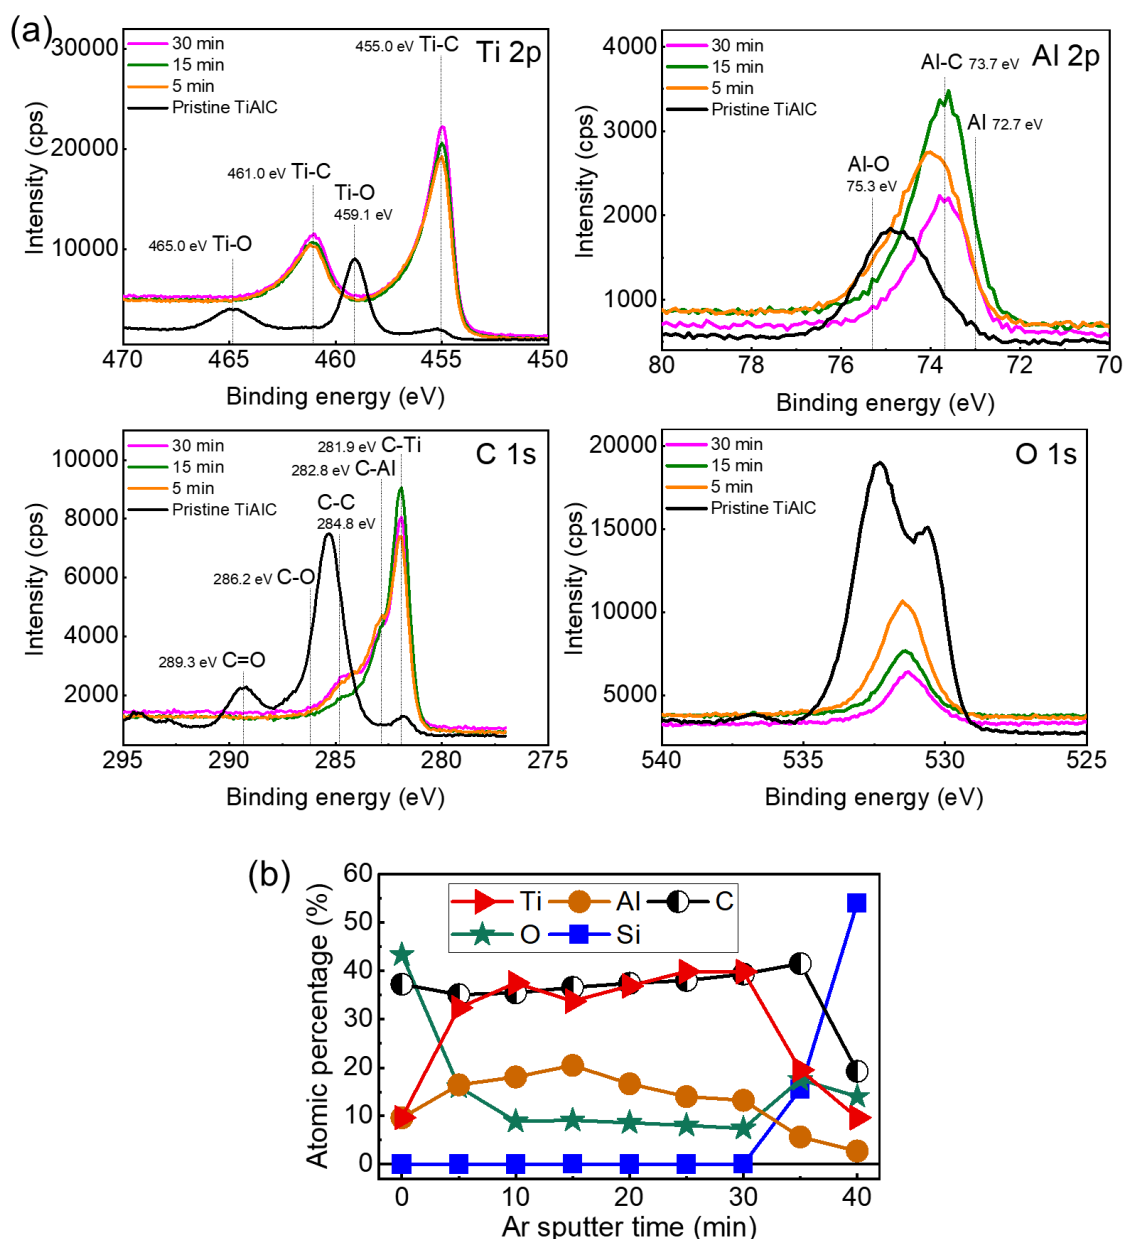 (a)
30 min
15 min
5 min
Pristine TiAlC
455.0 eV Ti-C
Ti 2p
461.0 eV Ti-C
Ti-O
459.1 eV
465.0 eV Ti-O
30000
20000
10000
Intensity (cps)
470 465 460 455 450
Binding energy (eV)
30 min
15 min
5 min
Pristine TiAlC
Al 2p
Al-C 73.7 eV
Al 72.7 eV
Al-O
75.3 eV
4000
3000
2000
1000
Intensity (cps)
80 78 76 74 72 70
Binding energy (eV)
30 min
15 min
5 min
Pristine TiAlC
281.9 eV C-Ti
C 1s
282.8 eV C-Al
C-C
284.8 eV
286.2 eV C-O
289.3 eV C=O
10000
8000
6000
4000
2000
Intensity (cps)
295 290 285 280 275
Binding energy (eV)
30 min
15 min
5 min
Pristine TiAlC
O 1s
20000
15000
10000
5000
Intensity (cps)
540 535 530 525
Binding energy (eV)
(b)
Ti Al C
O Si
60
50
40
30
20
10
0
Atomic percentage (%)
0 10 20 30 40
Ar sputter time (min)